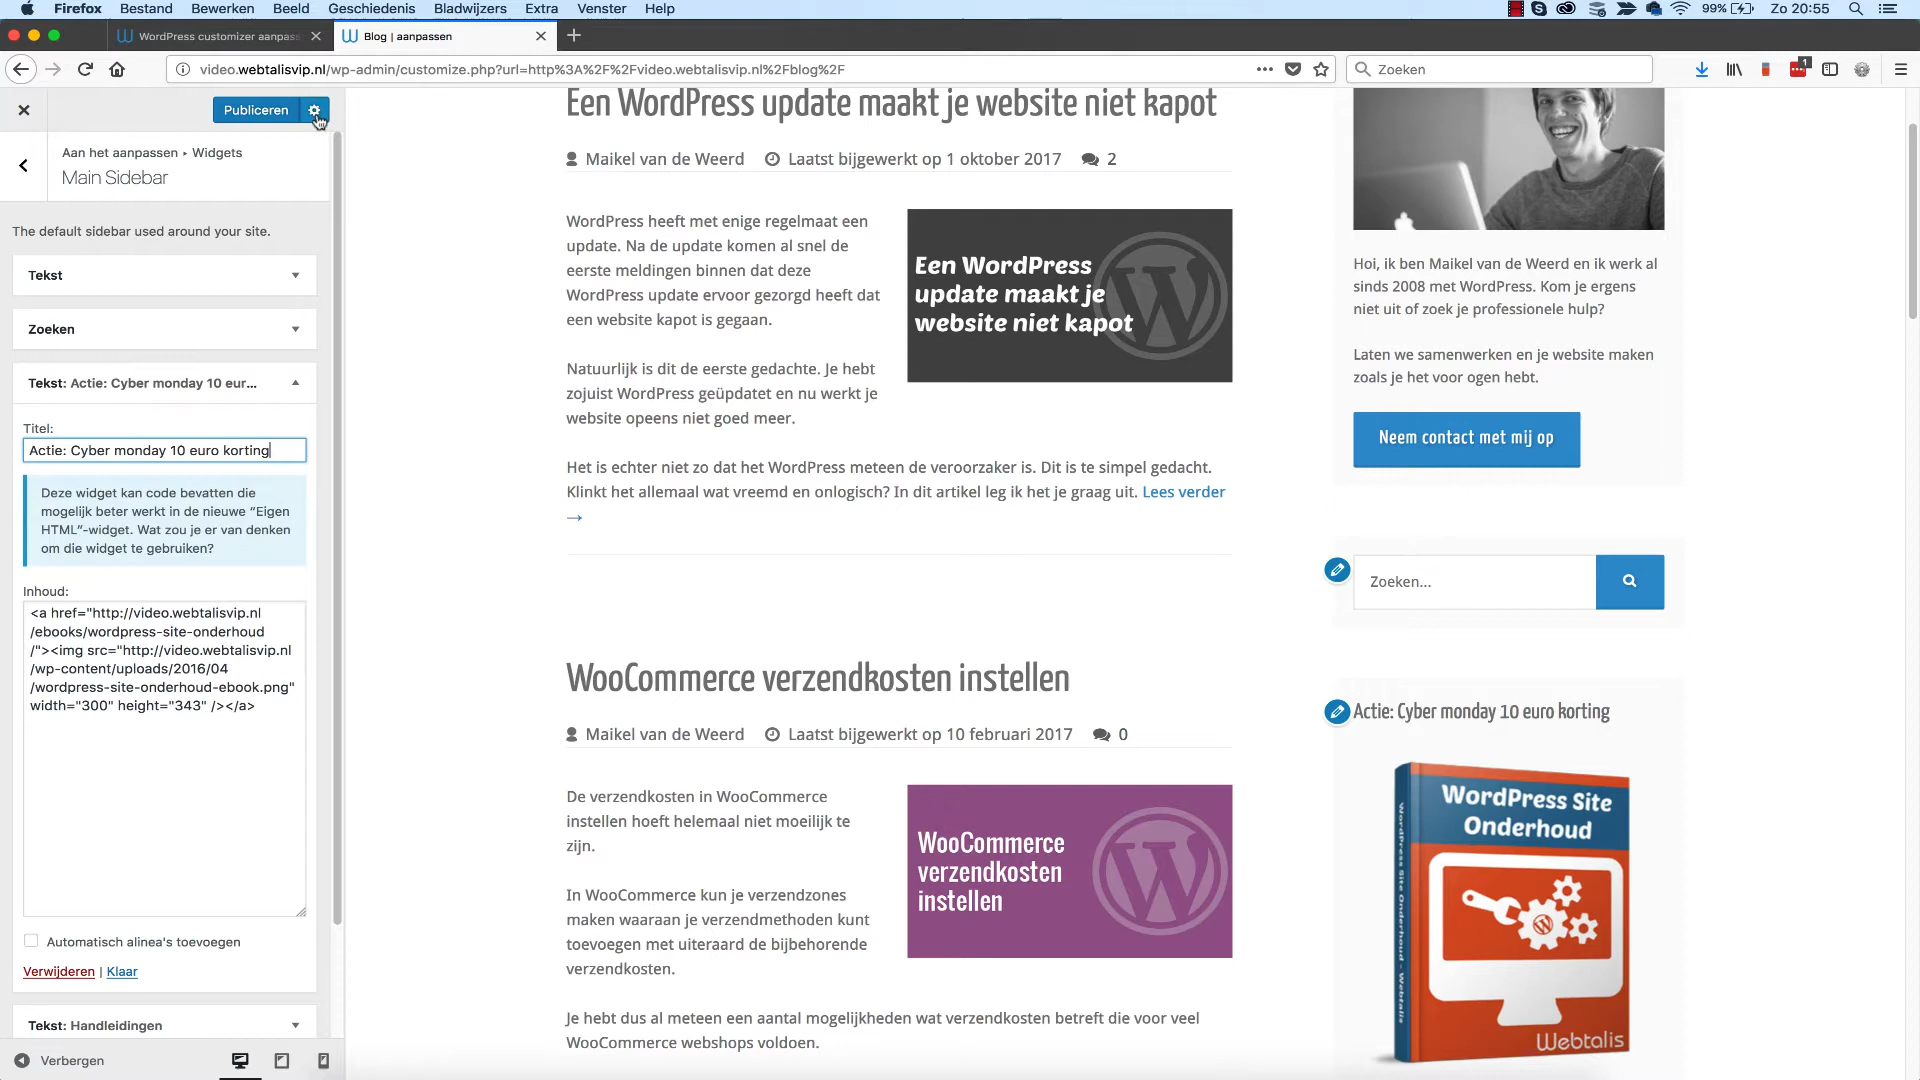 Firefox Bestand Bewerken Beeld Geschiedenis Bladwijzers Extra Venster Help 99% Zo 20:55
WordPress customizer aanpass
Blog | aanpassen
video.webtalisvip.nl/wp-admin/customize.php?url=http%3A%2F%2Fvideo.webtalisvip.nl%2Fblog%2F
Zoeken
1
Publiceren
Aan het aanpassen ▸ Widgets
Main Sidebar
The default sidebar used around your site.
Tekst
Zoeken
Tekst: Actie: Cyber monday 10 eur...
Titel:
Actie: Cyber monday 10 euro korting
Deze widget kan code bevatten die
mogelijk beter werkt in de nieuwe “Eigen
HTML”-widget. Wat zou je er van denken
om die widget te gebruiken?
Inhoud:
<a href="http://video.webtalisvip.nl
/ebooks/wordpress-site-onderhoud
/"><img src="http://video.webtalisvip.nl
/wp-content/uploads/2016/04
/wordpress-site-onderhoud-ebook.png"
width="300" height="343" /></a>
Automatisch alinea's toevoegen
Verwijderen | Klaar
Tekst: Handleidingen
Verbergen
Een WordPress update maakt je website niet kapot
Maikel van de Weerd Laatst bijgewerkt op 1 oktober 2017 2
WordPress heeft met enige regelmaat een
update. Na de update komen al snel de
eerste meldingen binnen dat deze
WordPress update ervoor gezorgd heeft dat
een website kapot is gegaan.
Een WordPress
update maakt je
website niet kapot
Natuurlijk is dit de eerste gedachte. Je hebt
zojuist WordPress geüpdatet en nu werkt je
website opeens niet goed meer.
Het is echter niet zo dat het WordPress meteen de veroorzaker is. Dit is te simpel gedacht.
Klinkt het allemaal wat vreemd en onlogisch? In dit artikel leg ik het je graag uit. Lees verder
→
WooCommerce verzendkosten instellen
Maikel van de Weerd Laatst bijgewerkt op 10 februari 2017 0
De verzendkosten in WooCommerce
instellen hoeft helemaal niet moeilijk te
zijn.
WooCommerce
verzendkosten
instellen
In WooCommerce kun je verzendzones
maken waaraan je verzendmethoden kunt
toevoegen met uiteraard de bijbehorende
verzendkosten.
Je hebt dus al meteen een aantal mogelijkheden wat verzendkosten betreft die voor veel
WooCommerce webshops voldoen.
Hoi, ik ben Maikel van de Weerd en ik werk al
sinds 2008 met WordPress. Kom je ergens
niet uit of zoek je professionele hulp?
Laten we samenwerken en je website maken
zoals je het voor ogen hebt.
Neem contact met mij op
Zoeken...
Actie: Cyber monday 10 euro korting
WordPress Site
Onderhoud
WordPress Site Onderhoud - Webtalis
Webtalis